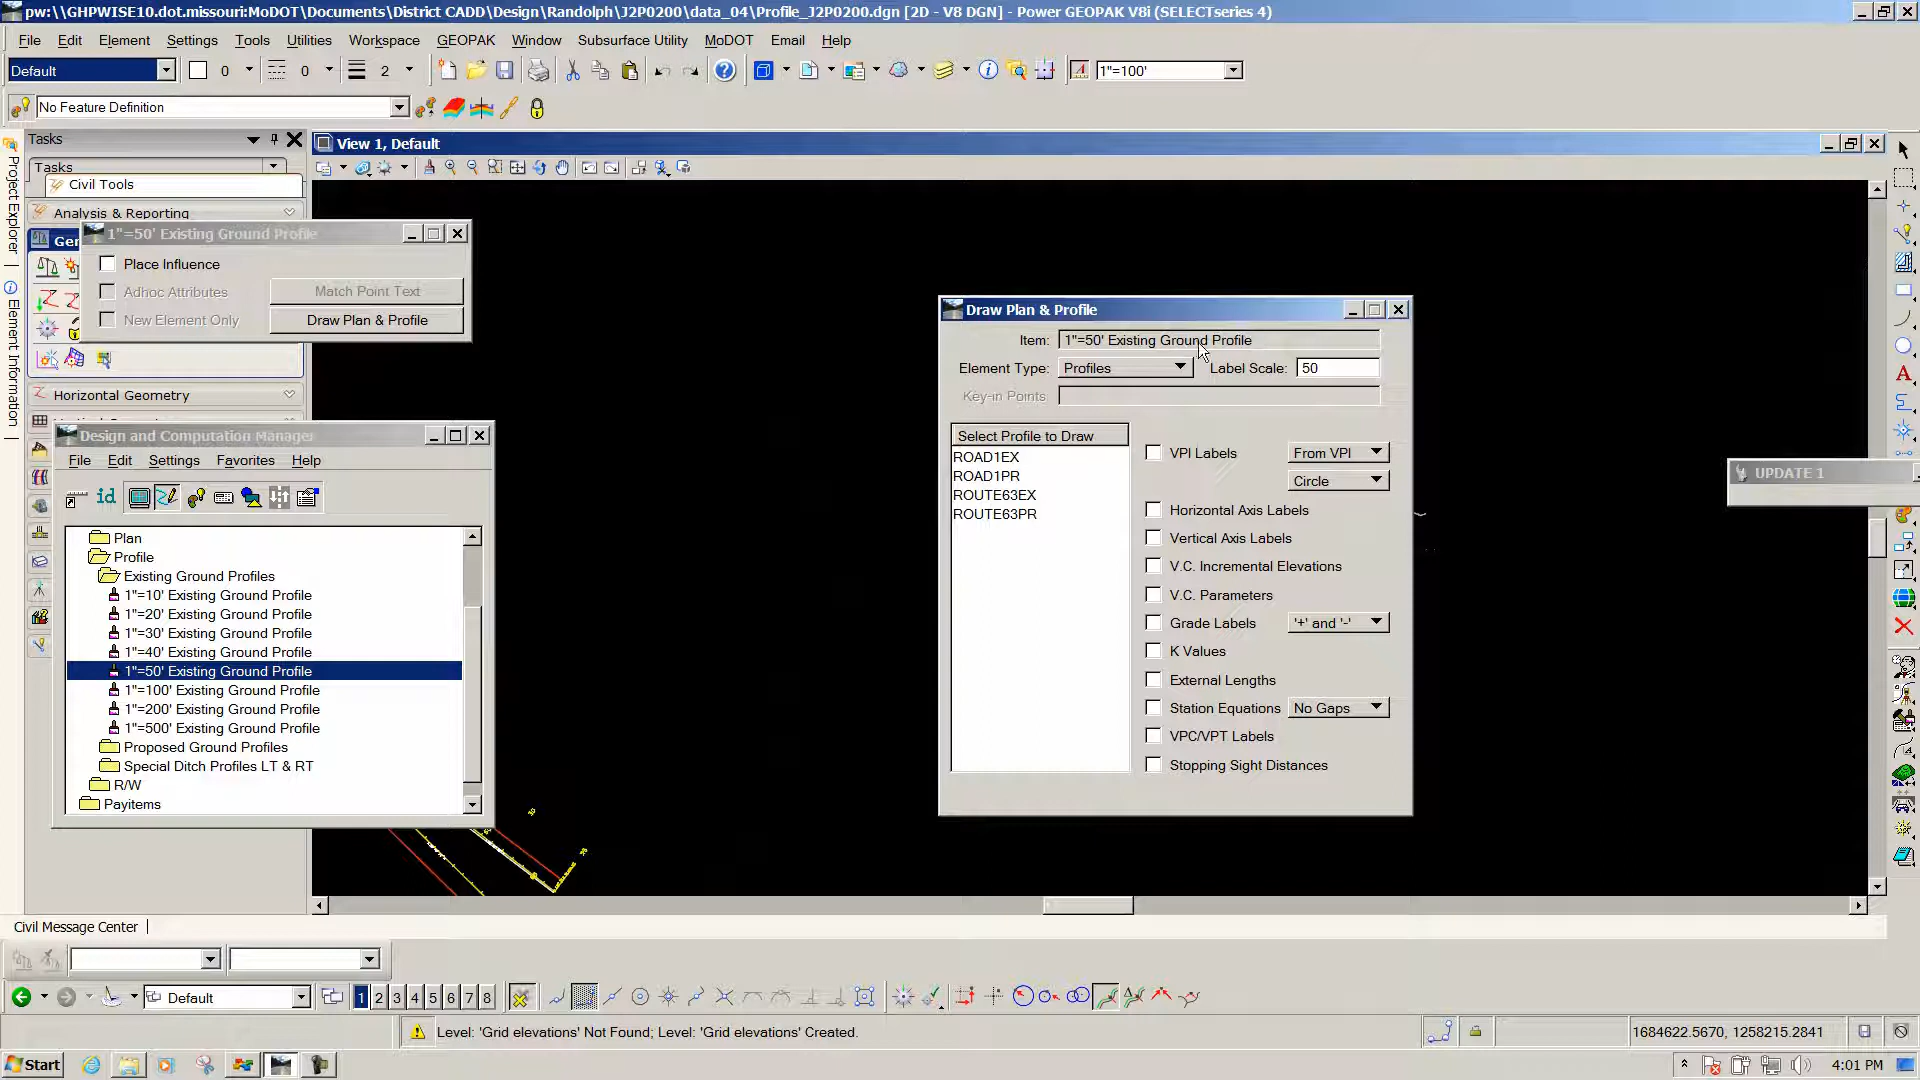 pw:\\GHPWISE10.dot.missouri:MoDOT\Documents\District CADD\Design\Randolph\J2P0200\data_04\Profile_J2P0200.dgn [2D - V8 DGN] - Power GEOPAK V8i (SELECTseries 4)
File Edit Element Settings Tools Utilities Workspace GEOPAK Window Subsurface Utility MoDOT Email Help
Default 0 0 2 1"=100'
No Feature Definition
Tasks
View 1, Default
Tasks
Civil Tools
Analysis & Reporting
Project Explorer
Element Information
1"=50' Existing Ground Profile
Place Influence
Adhoc Attributes Match Point Text
New Element Only Draw Plan & Profile
Horizontal Geometry
Design and Computation Manager
File Edit Settings Favorites Help
id
Plan
Profile
Existing Ground Profiles
1"=10' Existing Ground Profile
1"=20' Existing Ground Profile
1"=30' Existing Ground Profile
1"=40' Existing Ground Profile
1"=50' Existing Ground Profile
1"=100' Existing Ground Profile
1"=200' Existing Ground Profile
1"=500' Existing Ground Profile
Proposed Ground Profiles
Special Ditch Profiles LT & RT
R/W
Payitems
Draw Plan & Profile
Item: 1"=50' Existing Ground Profile
Element Type: Profiles Label Scale: 50
Key-in Points:
Select Profile to Draw
ROAD1EX
ROAD1PR
ROUTE63EX
ROUTE63PR
VPI Labels From VPI
Circle
Horizontal Axis Labels
Vertical Axis Labels
V.C. Incremental Elevations
V.C. Parameters
Grade Labels '+' and '-'
K Values
External Lengths
Station Equations No Gaps
VPC/VPT Labels
Stopping Sight Distances
UPDATE 1
Civil Message Center
Default 1 2 3 4 5 6 7 8
Level: 'Grid elevations' Not Found; Level: 'Grid elevations' Created.
1684622.5670, 1258215.2841
Start 4:01 PM